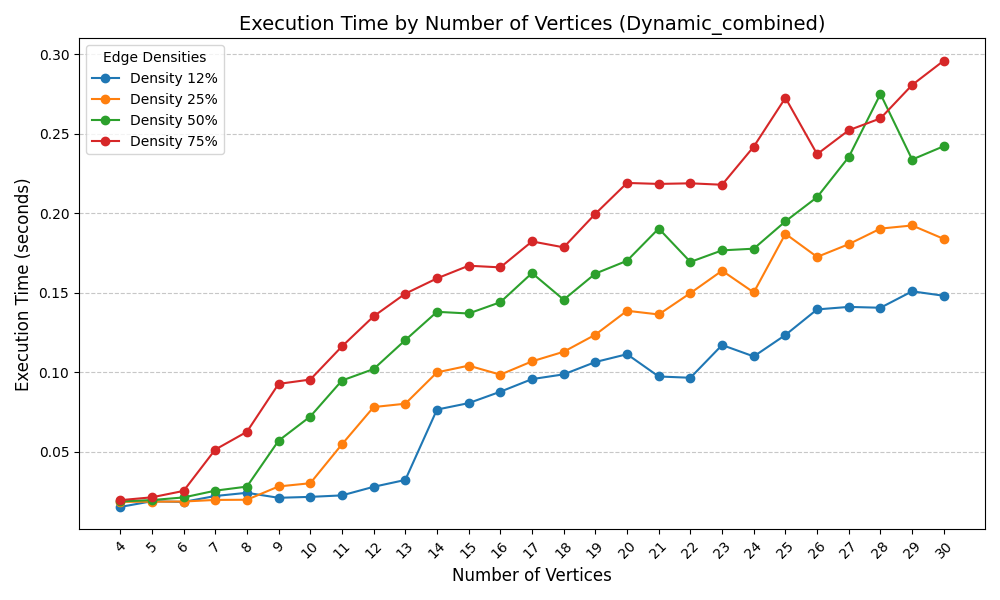 Execution Time by Number of Vertices (Dynamic_combined)
Edge Densities
Density 12%
Density 25%
Density 50%
Density 75%
Execution Time (seconds)
0.30
0.25
0.20
0.15
0.10
0.05
4 5 6 7 8 9 10 11 12 13 14 15 16 17 18 19 20 21 22 23 24 25 26 27 28 29 30
Number of Vertices